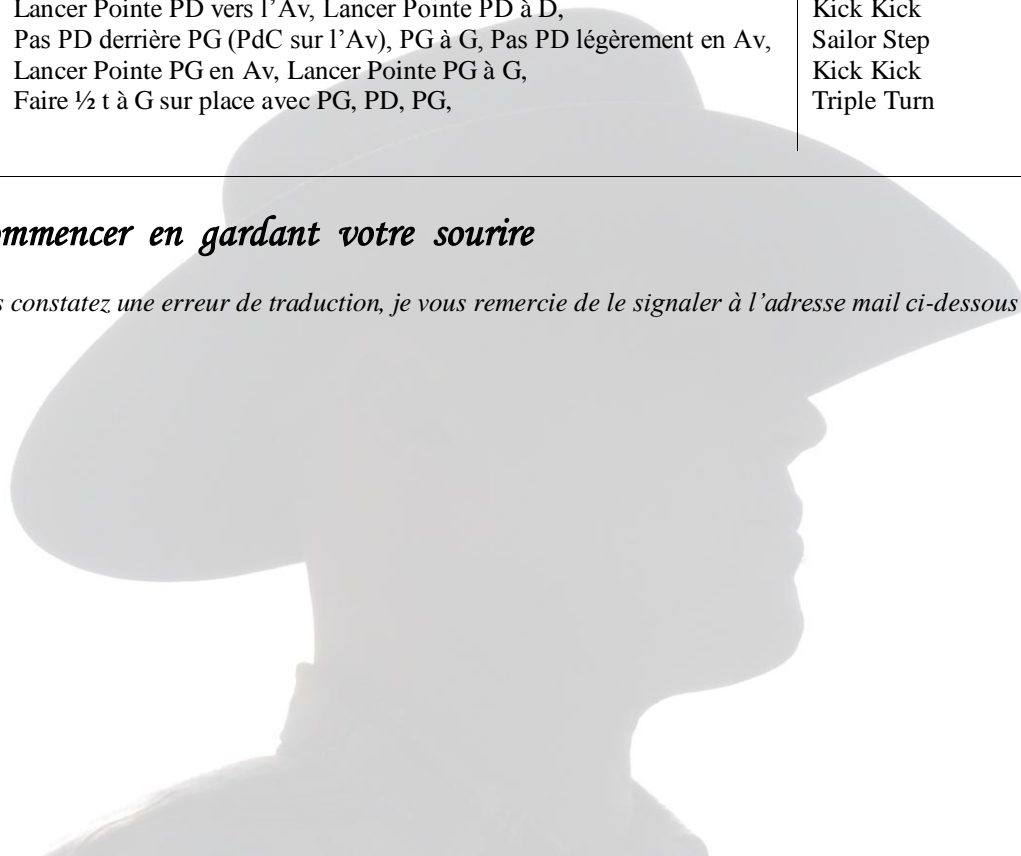 Lancer Pointe PD vers l’Av, Lancer Pointe PD à D, Kick Kick
Pas PD derrière PG (PdC sur l’Av), PG à G, Pas PD légèrement en Av, Sailor Step
Lancer Pointe PG en Av, Lancer Pointe PG à G, Kick Kick
Faire ½ t à G sur place avec PG, PD, PG, Triple Turn
ommencer en gardant votre sourire
s constatez une erreur de traduction, je vous remercie de le signaler à l’adresse mail ci-dessous